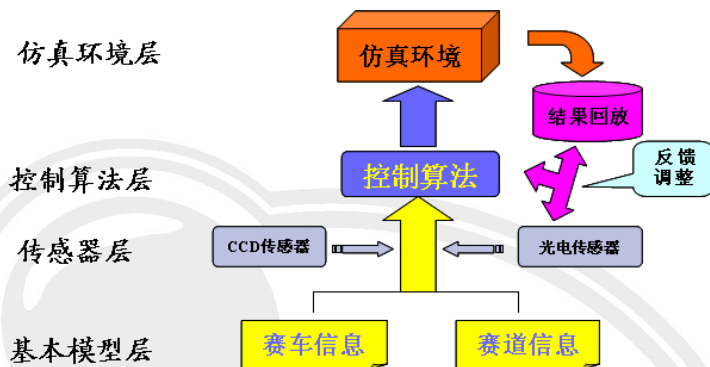 仿真环境层
仿真环境
结果回放
控制算法层
控制算法
反馈
调整
传感器层
CCD传感器
光电传感器
基本模型层
赛车信息
赛道信息